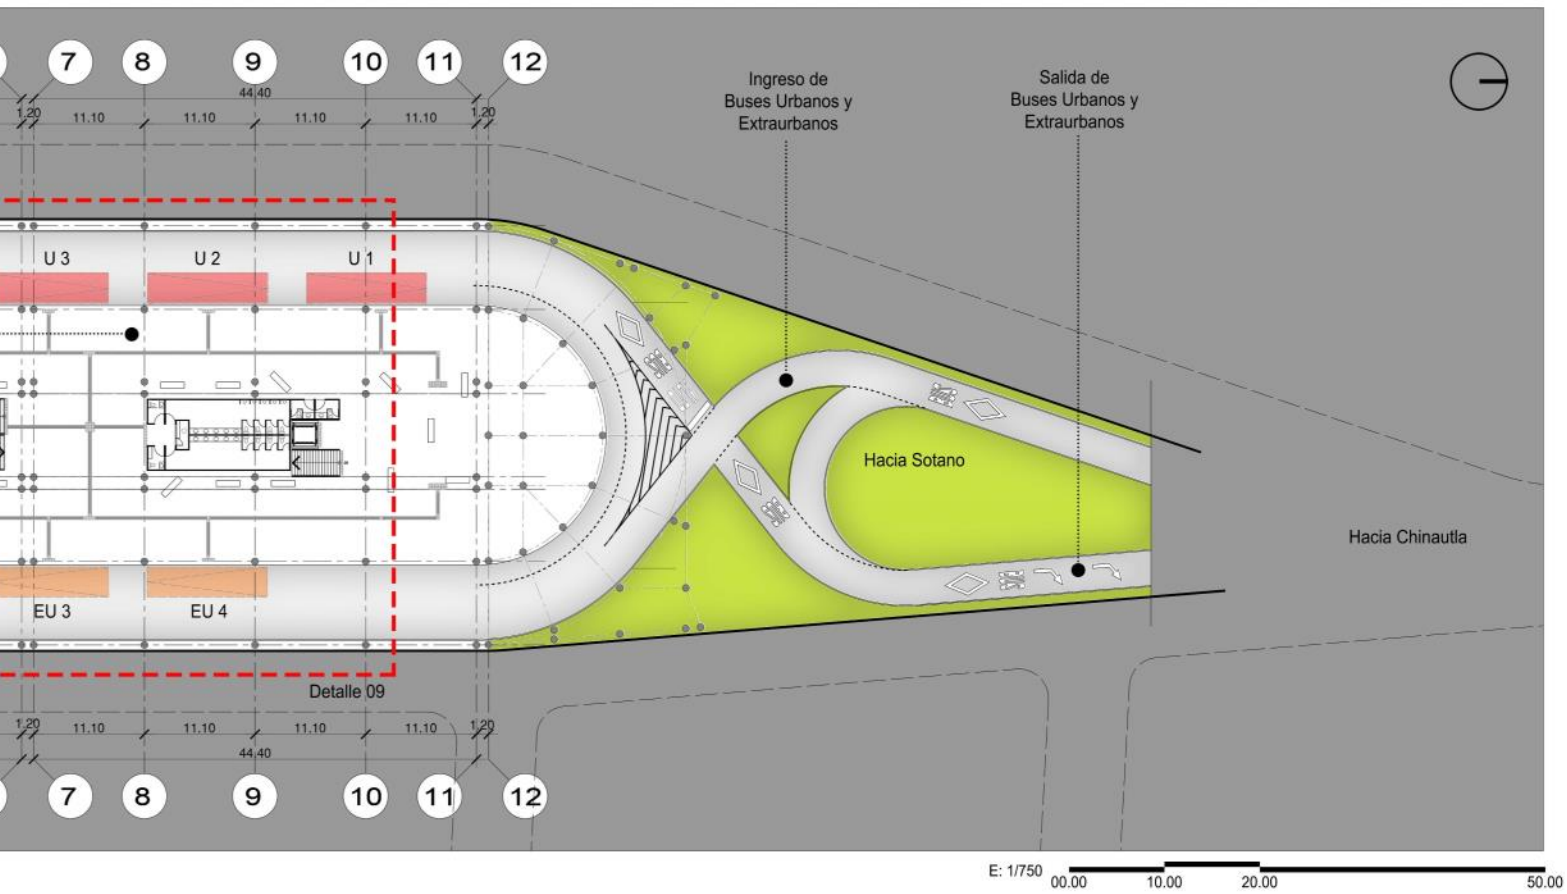 7 8 9 10 11 12
44.40
1.20 11.10 11.10 11.10 11.10 1.20
Ingreso de
Buses Urbanos y
Extraurbanos
Salida de
Buses Urbanos y
Extraurbanos
U 3 U 2 U 1
Hacia Sotano
Hacia Chinautla
EU 3 EU 4
Detalle 09
1.20 11.10 11.10 11.10 11.10 1.20
44.40
7 8 9 10 11 12
E: 1/750
00.00 10.00 20.00 50.00